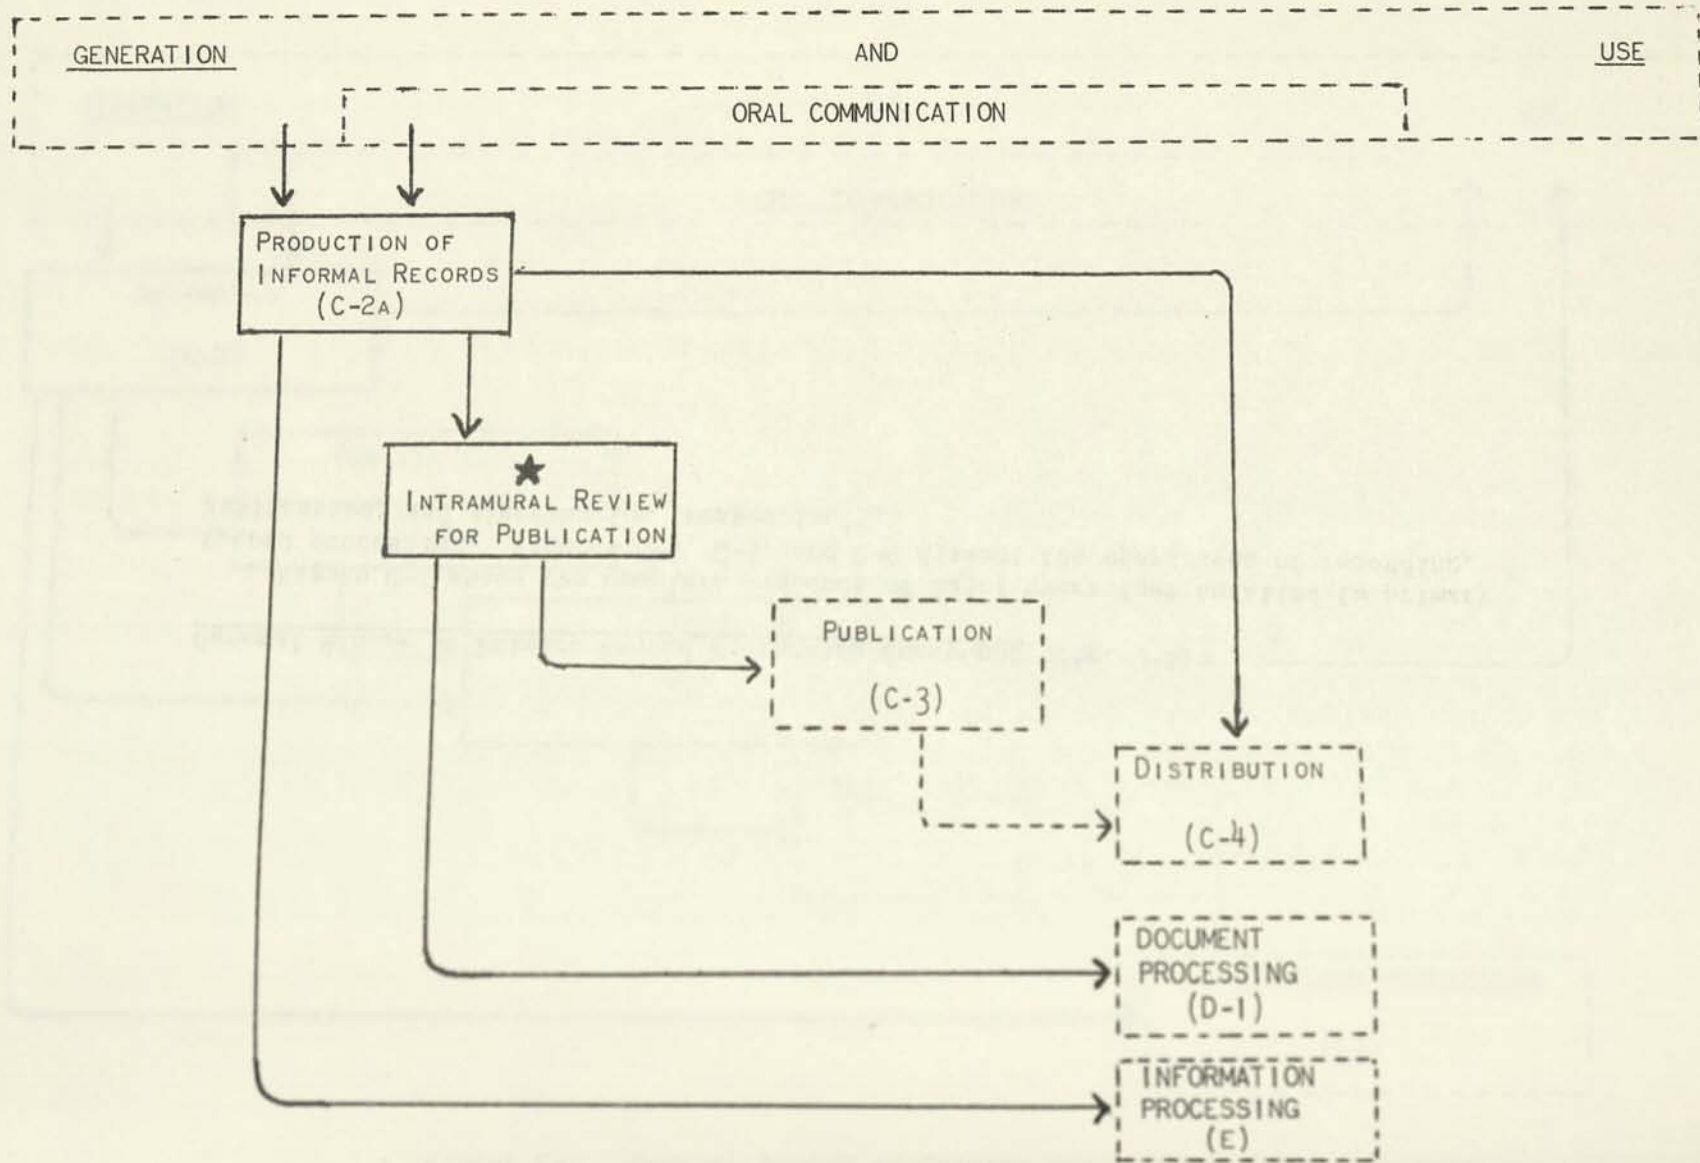 GENERATION AND USE
ORAL COMMUNICATION
PRODUCTION OF
INFORMAL RECORDS
(C-2A)
★
INTRAMURAL REVIEW
FOR PUBLICATION
PUBLICATION
(C-3)
DISTRIBUTION
(C-4)
DOCUMENT
PROCESSING
(D-1)
INFORMATION
PROCESSING
(E)